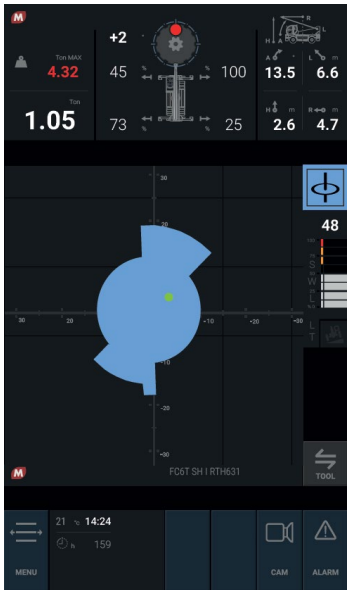 M
+2 °
Ton MAX
4.32
Ton
1.05
45 %
100 %
73 %
25 %
R
L
H
A
A °
13.5
L m
6.6
H m
2.6
R m
4.7
30
20
30
20
-10
-20
-30
-10
-20
-30
48
S
W
L
L
T
M
FC6T SH I RTH631
TOOL
21 °c 14:24
h 159
MENU
CAM
ALARM